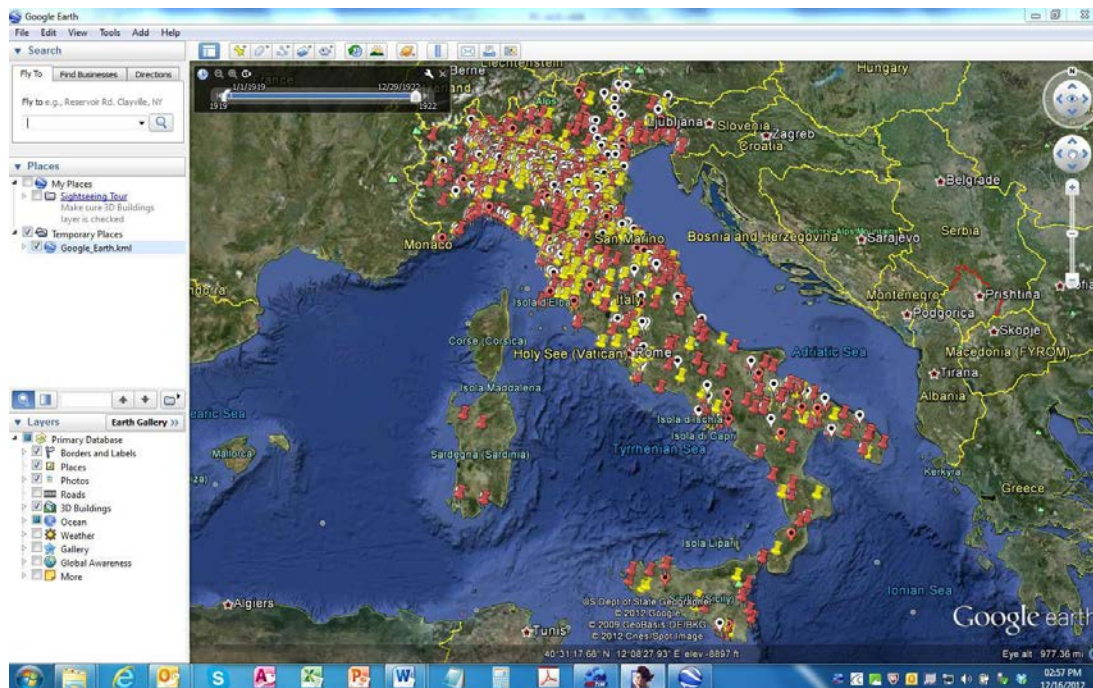 Google Earth
File Edit View Tools Add Help
Search
Fly To Find Businesses Directions
Fly to e.g., Reservoir Rd. Clayville, NY
Places
My Places
Sightseeing Tour
Make sure 3D Buildings
layer is checked
Temporary Places
Google_Earth.kml
Layers
Earth Gallery >>
Primary Database
Borders and Labels
Places
Photos
Roads
3D Buildings
Ocean
Weather
Gallery
Global Awareness
More
1/1/1919 12/29/1922
1919 1922
Berne
Liechtenstein
Hungary
Alps
Ljubljana
Slovenia
Zagreb
Croatia
Belgrade
Monaco
San Marino
Bosnia and Herzegovina
Sarajevo
Serbia
Isola d'Elba
Italy
Montenegro
Prishtina
Podgorica
Corse (Corsica)
Skopje
Holy See (Vatican)
Rome
Adriatic Sea
Macedonia (FYROM)
Tirana
Isola Maddalena
Albania
Isola d'Ischia
Isola di Capri
Mallorca
Sardegna (Sardinia)
Tyrrhenian Sea
Kerkyra
Greece
Isola Lipari
Ionian Sea
Algiers
Tunis
US Dept of State Geographer
© 2012 Google
© 2009 GeoBasis-DE/BKG
© 2012 Cnes/Spot Image
Google earth
40°31'17.68" N 12°08'27.93" E elev -8897 ft
Eye alt 977.36 mi
02:57 PM
12/16/2012